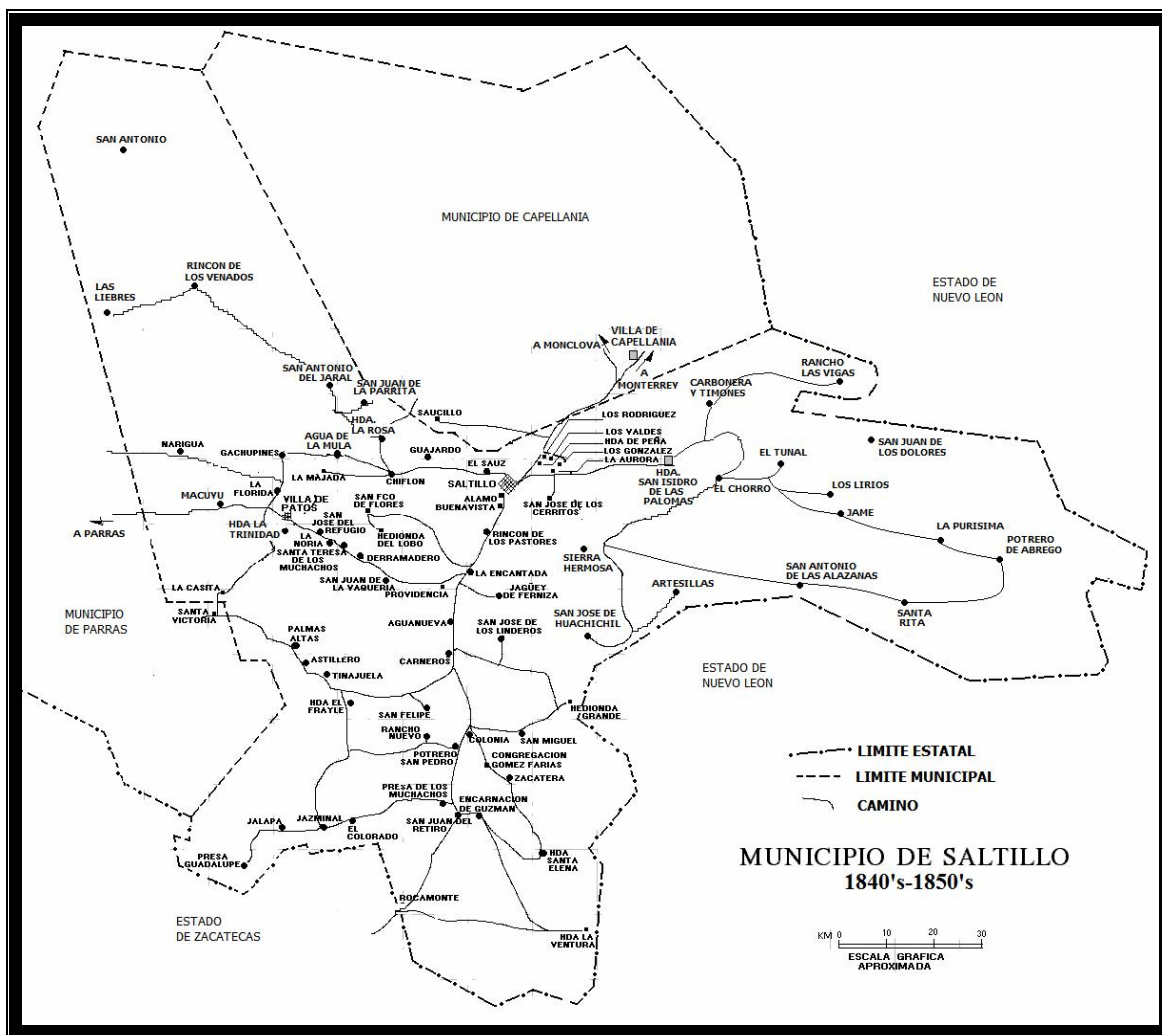 SAN ANTONIO
MUNICIPIO DE CAPELLANIA
RINCON DE
LOS VENADOS
LAS
LIEBRES
ESTADO DE
NUEVO LEON
A MONCLOVA
VILLA DE
CAPELLANIA
A
MONTERREY
RANCHO
LAS VIGAS
SAN ANTONIO
DEL JARAL
SAN JUAN DE
LA PARRITA
CARBONERA
Y TIMONES
SAUCILLO
HDA.
LA ROSA
LOS RODRIGUEZ
LOS VALDES
HDA DE PEÑA
LOS GONZALEZ
LA AURORA
NARIGUA
GACHUPINES
AGUA DE
LA MULA
GUAJARDO
SAN JUAN DE
LOS DOLORES
EL TUNAL
LA MAJADA
CHIFLON
EL SAUZ
SALTILLO
HDA.
SAN ISIDRO
DE LAS
PALOMAS
EL CHORRO
LOS LIRIOS
LA
FLORIDA
MACUYU
VILLA DE
PATOS
SAN FCO
DE FLORES
ALAMO
BUENAVISTA
SAN JOSE DE LOS
CERRITOS
JAME
A PARRAS
HDA LA
TRINIDAD
SAN
JOSE DEL
REFUGIO
LA
NORIA
HEDIONDA
DEL LOBO
RINCON DE
LOS PASTORES
LA PURISIMA
POTRERO
DE ABREGO
SANTA TERESA
DE LOS
MUCHACHOS
DERRAMADERO
SIERRA
HERMOSA
LA ENCANTADA
SAN ANTONIO
DE LAS ALAZANAS
LA CASITA
SAN JUAN DE
LA VAQUERIA
PROVIDENCIA
JAGÜEY
DE FERNIZA
ARTESILLAS
SANTA
RITA
MUNICIPIO
DE PARRAS
SANTA
VICTORIA
AGUANUEVA
SAN JOSE DE
LOS LINDEROS
SAN JOSE DE
HUACHICHIL
PALMAS
ALTAS
ASTILLERO
CARNEROS
TINAJUELA
ESTADO DE
NUEVO LEON
HDA EL
FRAYLE
SAN FELIPE
HEDIONDA
GRANDE
RANCHO
NUEVO
COLONIA
SAN MIGUEL
POTRERO
SAN PEDRO
CONGREGACION
GOMEZ FARIAS
ZACATERA
LIMITE ESTATAL
LIMITE MUNICIPAL
CAMINO
PRESA DE LOS
MUCHACHOS
ENCARNACION
DE GUZMAN
JALAPA
JAZMINAL
EL
COLORADO
SAN JUAN DEL
RETIRO
PRESA
GUADALUPE
HDA
SANTA
ELENA
MUNICIPIO DE SALTILLO
1840's-1850's
ROCAMONTE
ESTADO
DE ZACATECAS
HDA LA
VENTURA
KM 0 10 20 30
ESCALA GRAFICA
APROXIMADA